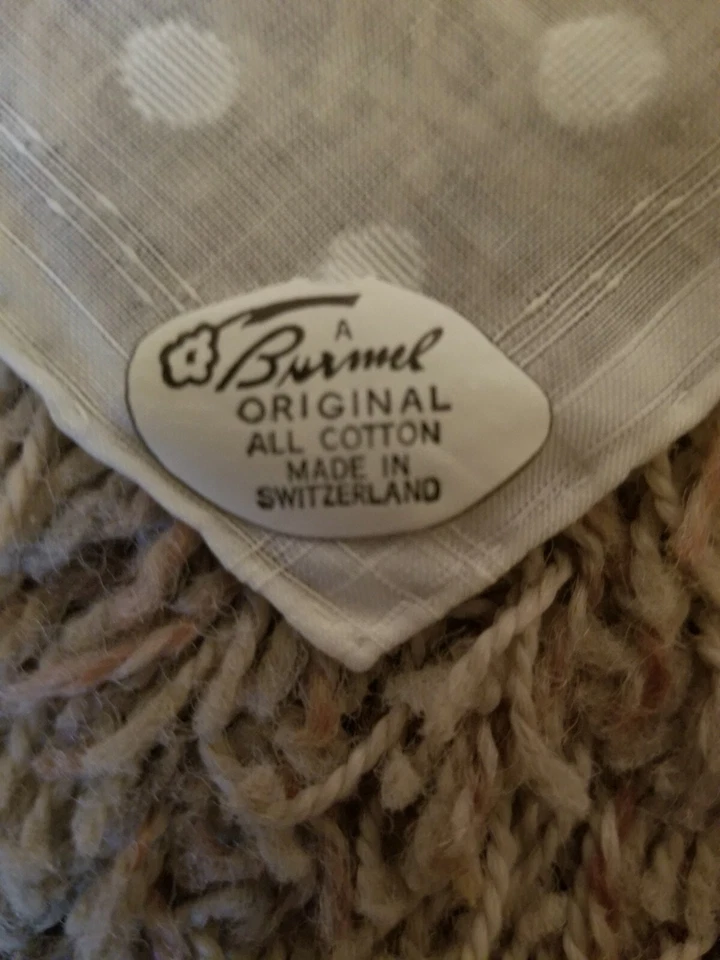 A
Burmel
ORIGINAL
ALL COTTON
MADE IN
SWITZERLAND